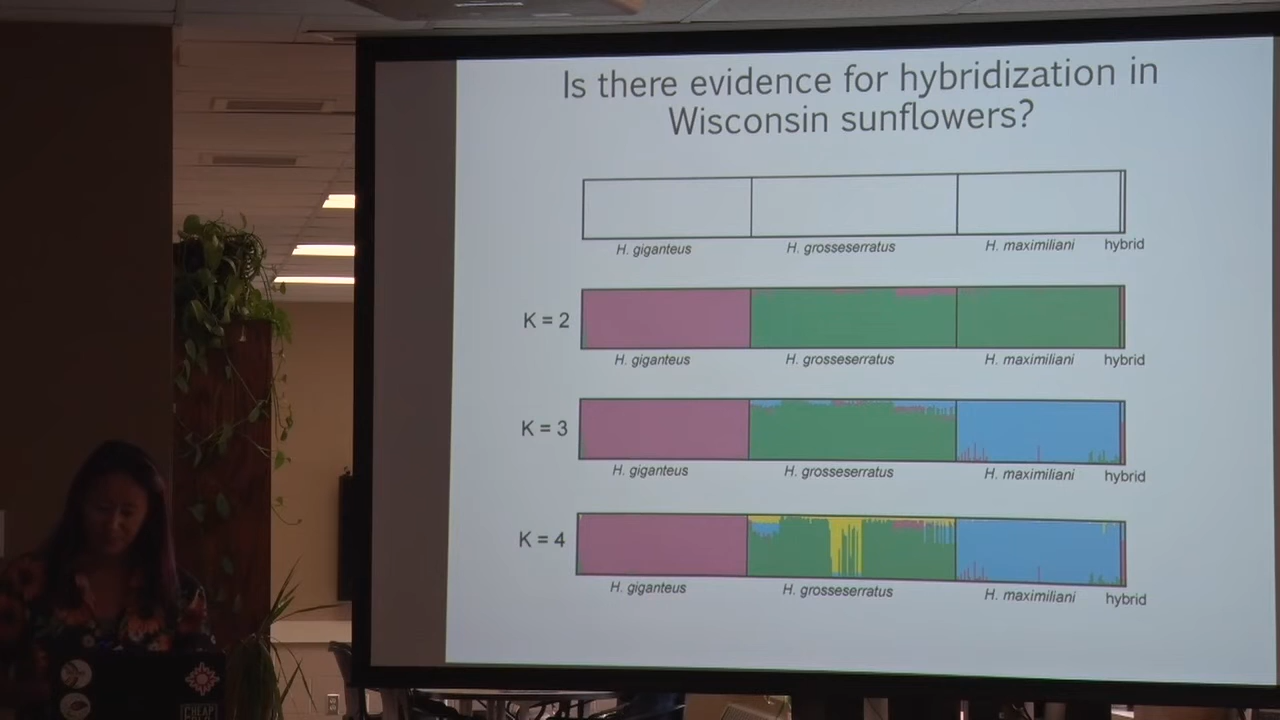 Is there evidence for hybridization in
Wisconsin sunflowers?
H. giganteus H. grosseserratus H. maximiliani hybrid
K = 2
H. giganteus H. grosseserratus H. maximiliani hybrid
K = 3
H. giganteus H. grosseserratus H. maximiliani hybrid
K = 4
H. giganteus H. grosseserratus H. maximiliani hybrid
CHEAP